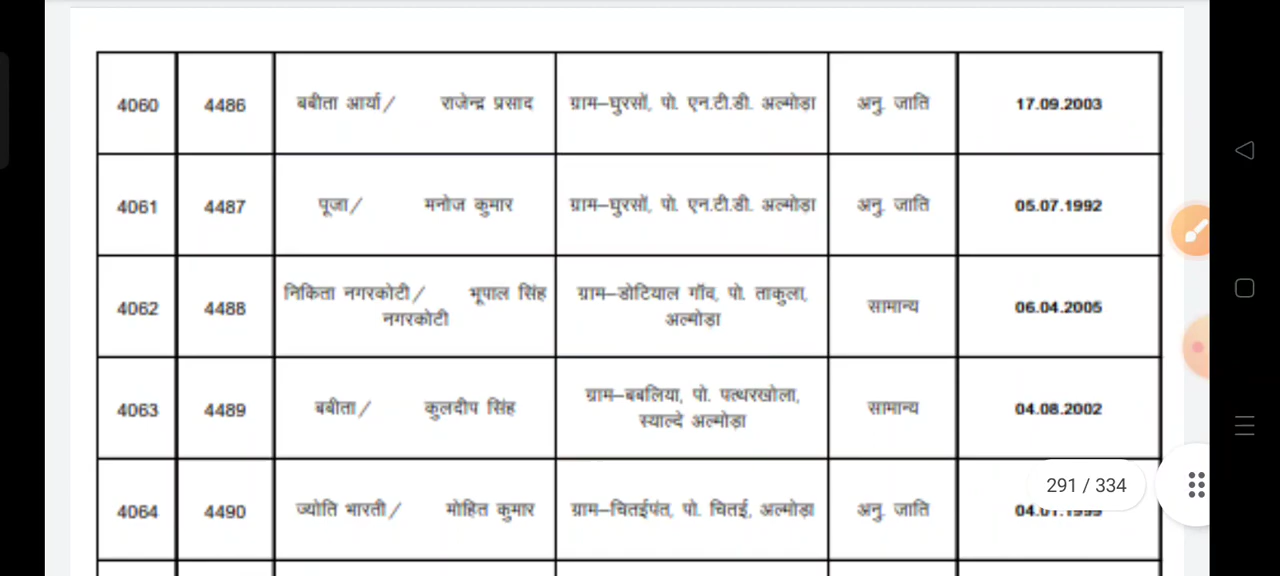 4060 4486 बबीता आर्या/ राजेन्द्र प्रसाद ग्राम–घुरसों, पो. एन.टी.डी. अल्मोड़ा अनु. जाति 17.09.2003
4061 4487 पूजा/ मनोज कुमार ग्राम–घुरसों, पो. एन.टी.डी. अल्मोड़ा अनु. जाति 05.07.1992
4062 4488 निकिता नगरकोटी/ भूपाल सिंह ग्राम–डोटियाल गॉव, पो. ताकुला, सामान्य 06.04.2005
नगरकोटी अल्मोड़ा
4063 4489 बबीता/ कुलदीप सिंह ग्राम–बबलिया, पो. पत्थरखोला, सामान्य 04.08.2002
स्याल्दे अल्मोड़ा
4064 4490 ज्योति भारती/ मोहित कुमार ग्राम–चितईपंत, पो. चितई, अल्मोड़ा अनु. जाति
291 / 334